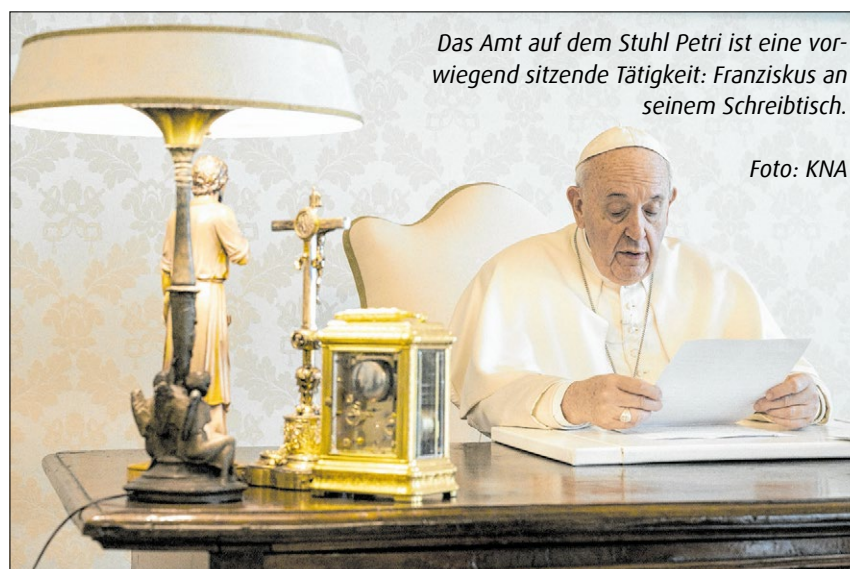 Das Amt auf dem Stuhl Petri ist eine vor-
wiegend sitzende Tätigkeit: Franziskus an
seinem Schreibtisch.
Foto: KNA